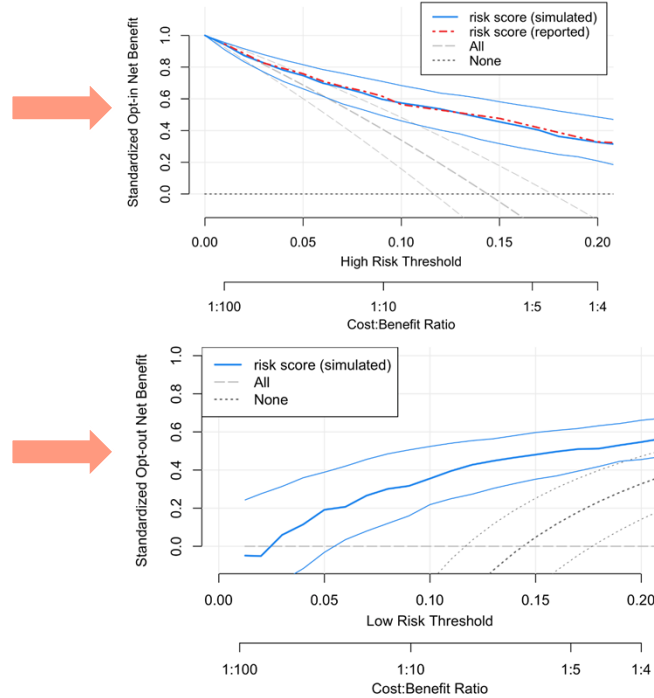 Standardized Opt-in Net Benefit
1.0
0.8
0.6
0.4
0.2
0.0
risk score (simulated)
risk score (reported)
All
None
0.00 0.05 0.10 0.15 0.20
High Risk Threshold
1:100 1:10 1:5 1:4
Cost:Benefit Ratio
Standardized Opt-out Net Benefit
1.0
0.8
0.6
0.4
0.2
0.0
risk score (simulated)
All
None
0.00 0.05 0.10 0.15 0.20
Low Risk Threshold
1:100 1:10 1:5 1:4
Cost:Benefit Ratio